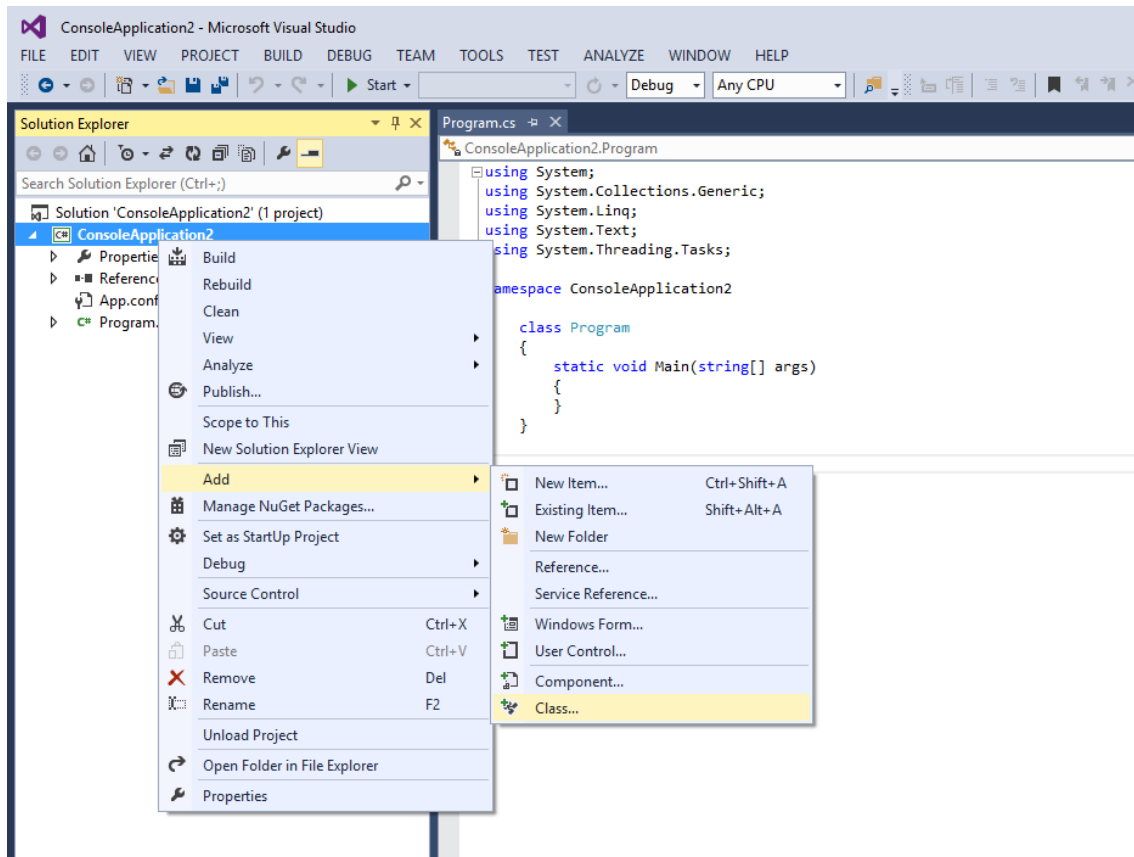 ConsoleApplication2 - Microsoft Visual Studio
FILE EDIT VIEW PROJECT BUILD DEBUG TEAM TOOLS TEST ANALYZE WINDOW HELP
Start Debug Any CPU
Solution Explorer
Search Solution Explorer (Ctrl+;)
Solution 'ConsoleApplication2' (1 project)
C# ConsoleApplication2
Propertie
Reference
App.conf
C# Program.
Build
Rebuild
Clean
View
Analyze
Publish...
Scope to This
New Solution Explorer View
Add
Manage NuGet Packages...
Set as StartUp Project
Debug
Source Control
Cut Ctrl+X
Paste Ctrl+V
Remove Del
Rename F2
Unload Project
Open Folder in File Explorer
Properties
New Item... Ctrl+Shift+A
Existing Item... Shift+Alt+A
New Folder
Reference...
Service Reference...
Windows Form...
User Control...
Component...
Class...
Program.cs
ConsoleApplication2.Program
using System;
using System.Collections.Generic;
using System.Linq;
using System.Text;
sing System.Threading.Tasks;
amespace ConsoleApplication2
class Program
{
static void Main(string[] args)
{
}
}